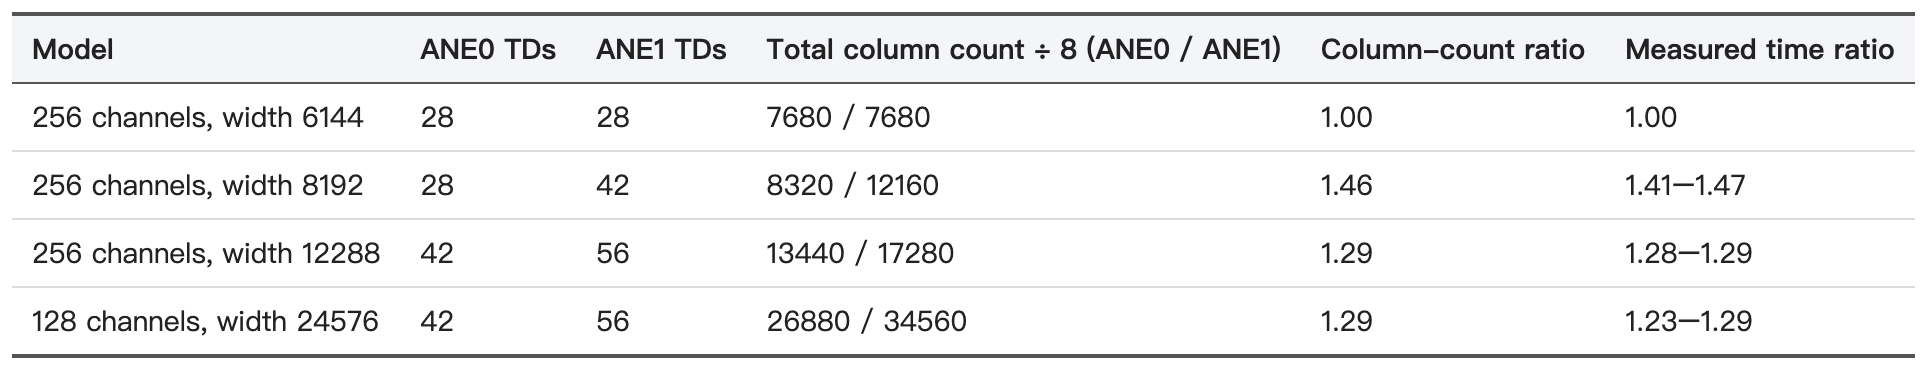 Model ANE0 TDs ANE1 TDs Total column count ÷ 8 (ANE0 / ANE1) Column–count ratio Measured time ratio
256 channels, width 6144 28 28 7680 / 7680 1.00 1.00
256 channels, width 8192 28 42 8320 / 12160 1.46 1.41—1.47
256 channels, width 12288 42 56 13440 / 17280 1.29 1.28—1.29
128 channels, width 24576 42 56 26880 / 34560 1.29 1.23—1.29